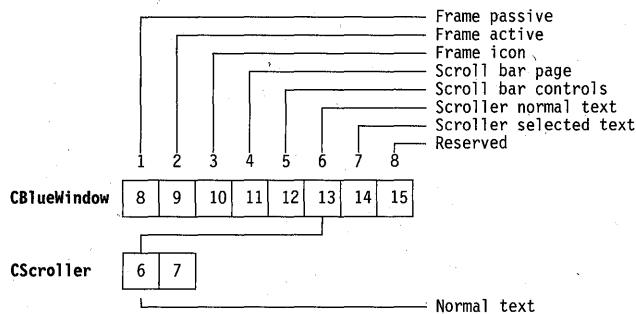 Frame passive
Frame active
Frame icon
Scroll bar page
Scroll bar controls
Scroller normal text
Scroller selected text
Reserved
1 2 3 4 5 6 7 8
CBlueWindow 8 9 10 11 12 13 14 15
CScroller 6 7
Normal text